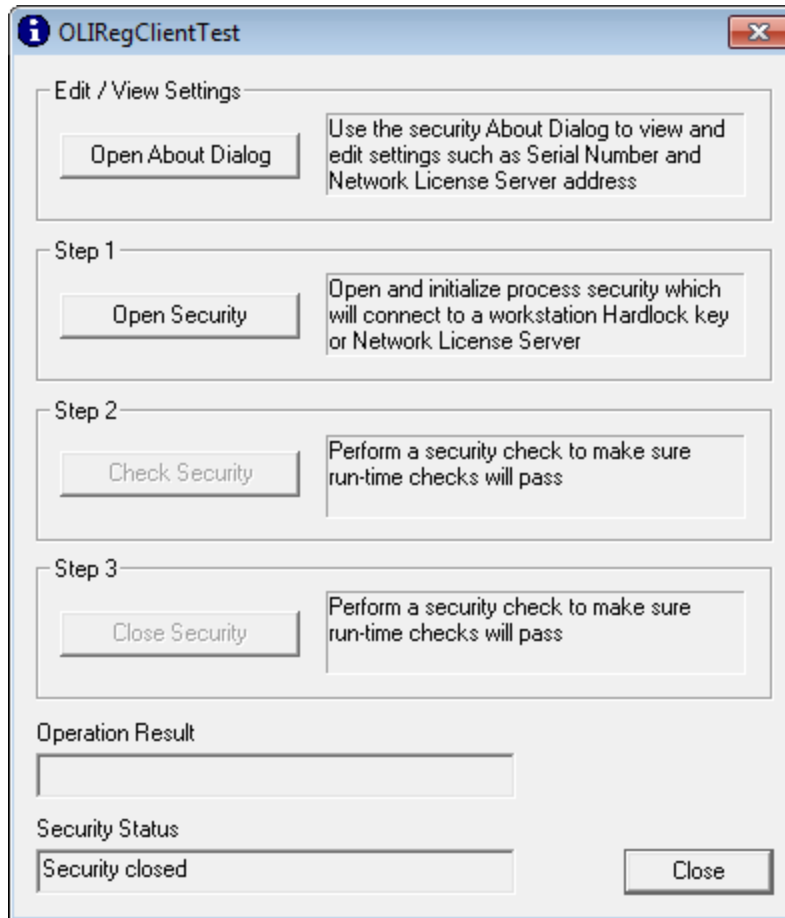 OLIRegClientTest
Edit / View Settings
Open About Dialog
Use the security About Dialog to view and
edit settings such as Serial Number and
Network License Server address
Step 1
Open Security
Open and initialize process security which
will connect to a workstation Hardlock key
or Network License Server
Step 2
Check Security
Perform a security check to make sure
run-time checks will pass
Step 3
Close Security
Perform a security check to make sure
run-time checks will pass
Operation Result
Security Status
Security closed
Close